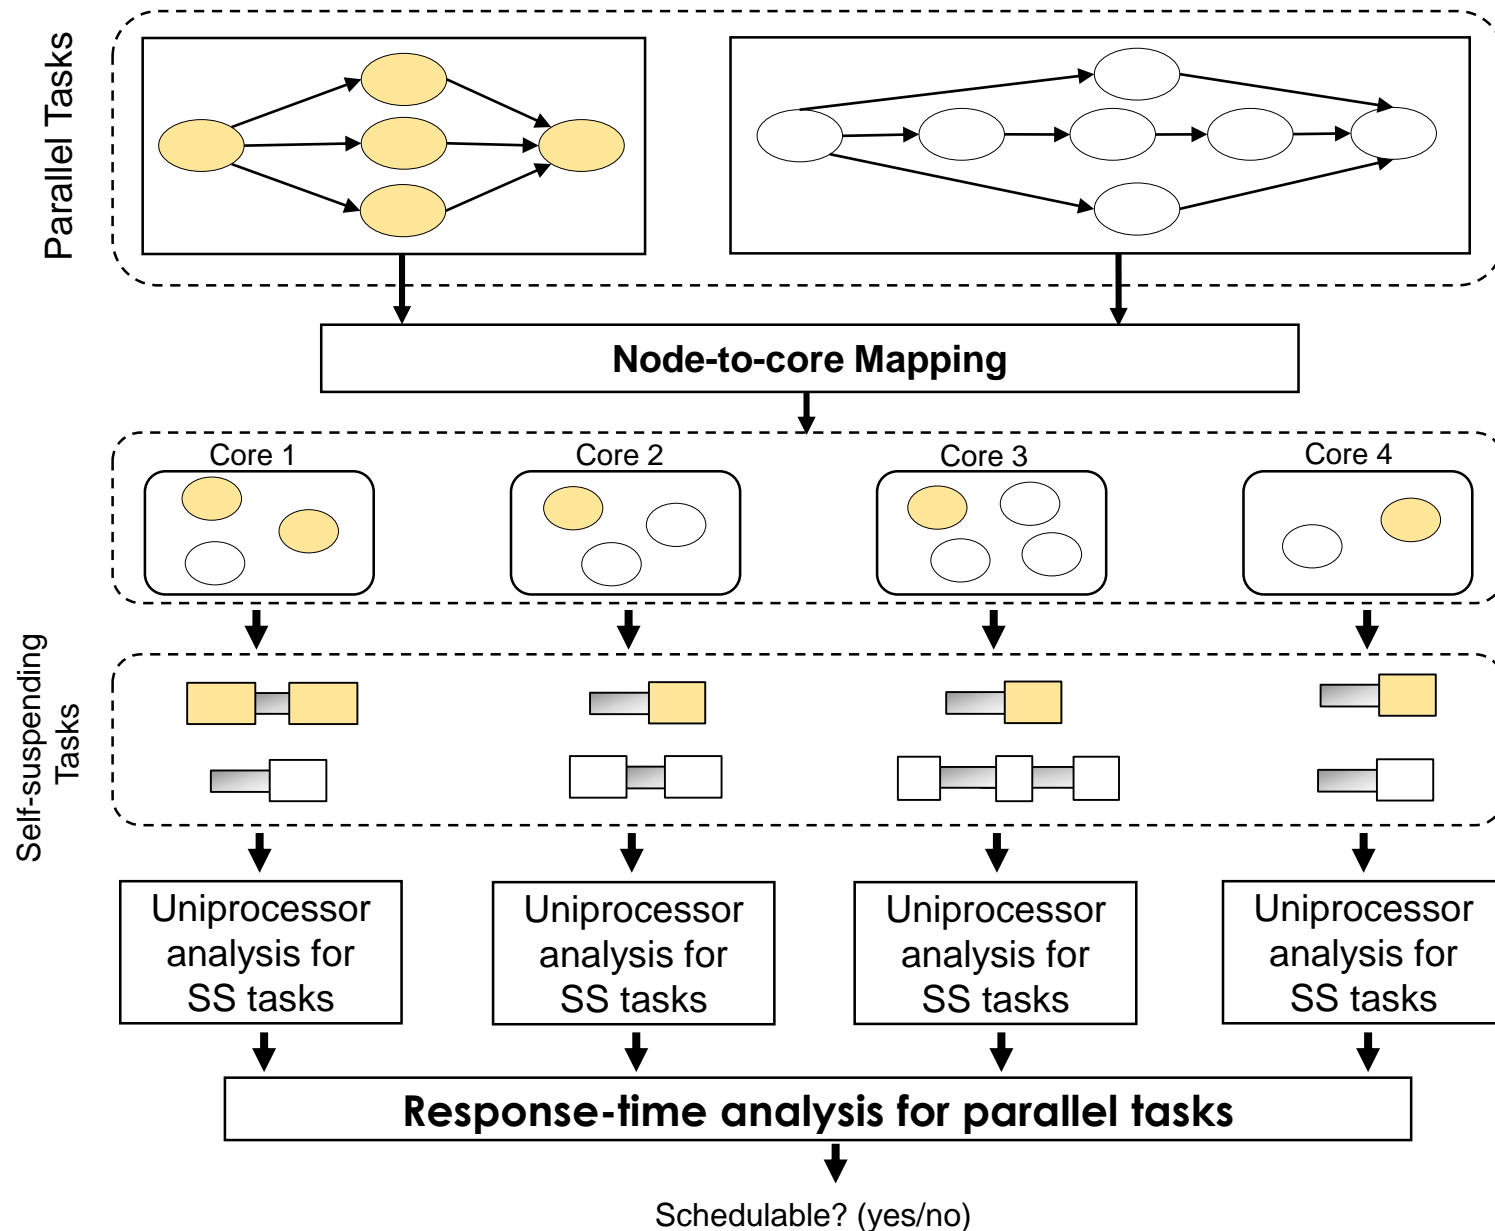 Parallel Tasks
Node-to-core Mapping
Core 1
Core 2
Core 3
Core 4
Self-suspending
Tasks
Uniprocessor
analysis for
SS tasks
Uniprocessor
analysis for
SS tasks
Uniprocessor
analysis for
SS tasks
Uniprocessor
analysis for
SS tasks
Response-time analysis for parallel tasks
Schedulable? (yes/no)